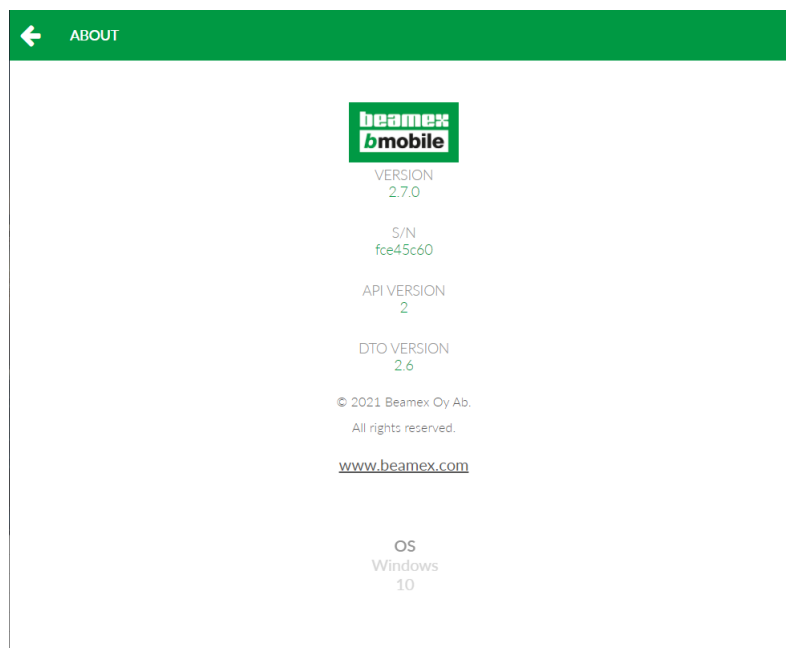 ABOUT
beamex
bmobile
VERSION
2.7.0
S/N
fce45c60
API VERSION
2
DTO VERSION
2.6
© 2021 Beamex Oy Ab.
All rights reserved.
www.beamex.com
OS
Windows
10